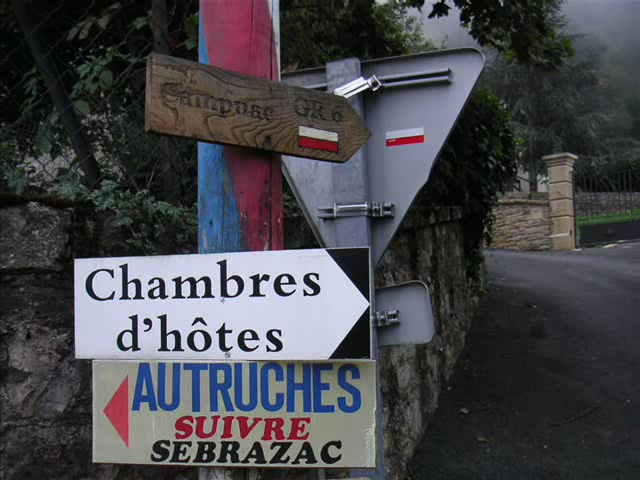 Campuac GR 6
Chambres
d'hôtes
AUTRUCHES
SUIVRE
SEBRAZAC